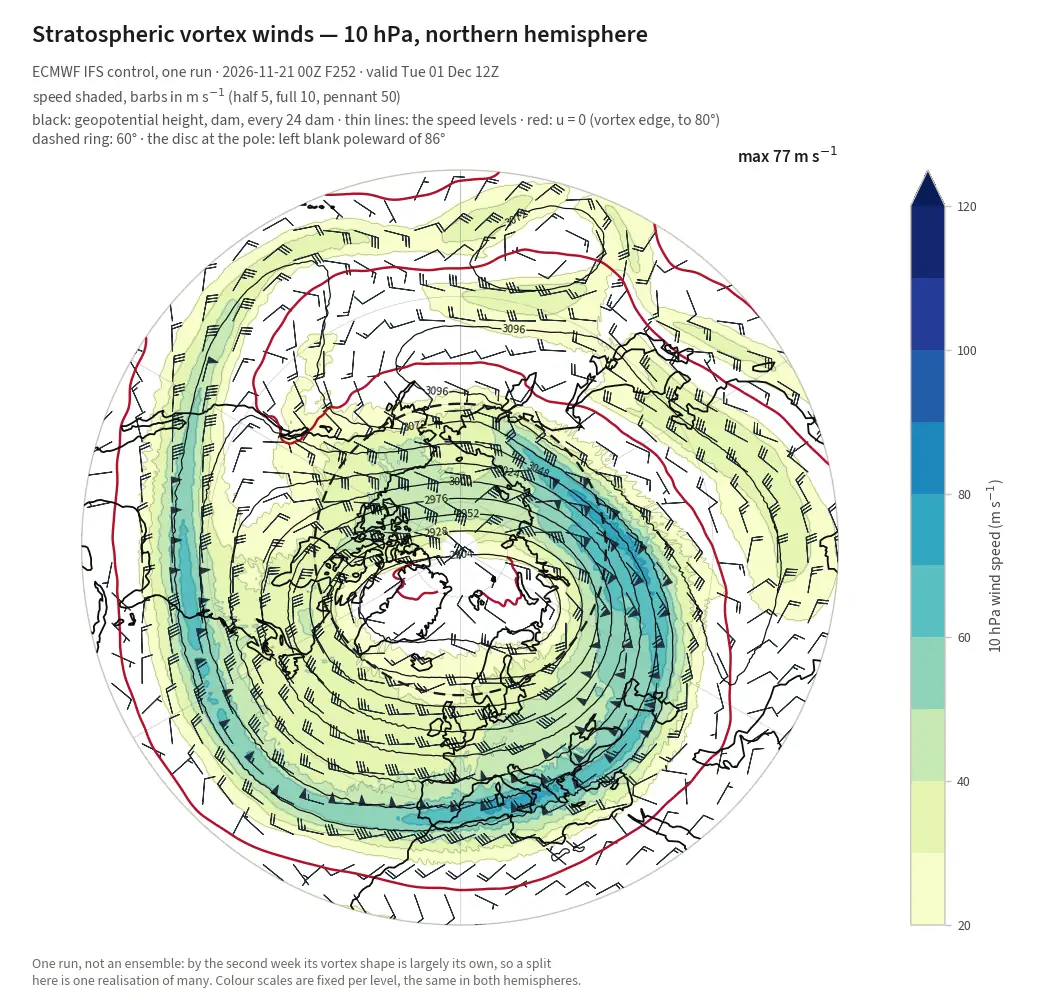 Stratospheric vortex winds — 10 hPa, northern hemisphere
ECMWF IFS control, one run · 2026-11-21 00Z F252 · valid Tue 01 Dec 12Z
speed shaded, barbs in m s⁻¹ (half 5, full 10, pennant 50)
black: geopotential height, dam, every 24 dam · thin lines: the speed levels · red: u = 0 (vortex edge, to 80°)
dashed ring: 60° · the disc at the pole: left blank poleward of 86°
max 77 m s⁻¹
120
100
80
60
40
20
10 hPa wind speed (m s⁻¹)
3096
3096
3048
2976
2952
2928
One run, not an ensemble: by the second week its vortex shape is largely its own, so a split
here is one realisation of many. Colour scales are fixed per level, the same in both hemispheres.